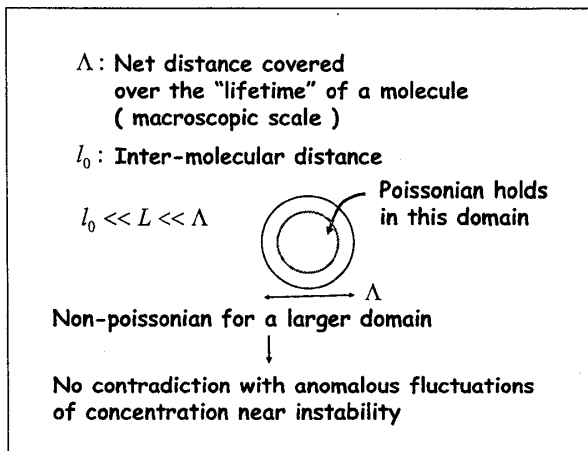 Λ : Net distance covered
over the “lifetime” of a molecule
( macroscopic scale )
l₀ : Inter-molecular distance
Poissonian holds
in this domain
l₀ << L << Λ
Λ
Non-poissonian for a larger domain
No contradiction with anomalous fluctuations
of concentration near instability